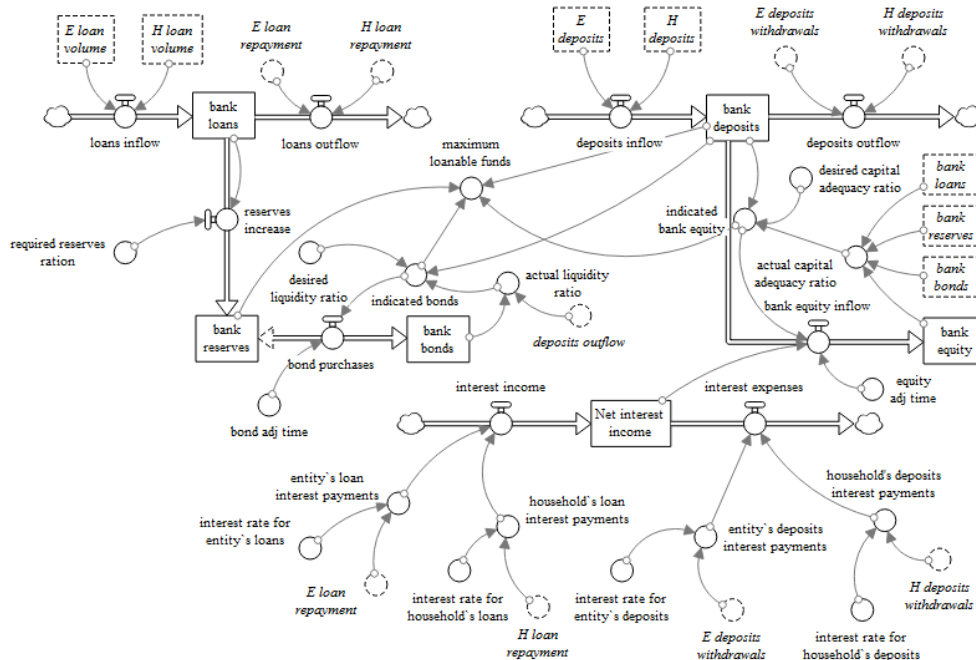 E loan
volume
H loan
volume
E loan
repayment
H loan
repayment
E
deposits
H
deposits
E deposits
withdrawals
H deposits
withdrawals
bank
loans
loans inflow
loans outflow
bank
deposits
deposits inflow
deposits outflow
maximum
loanable funds
desired capital
adequacy ratio
bank
loans
reserves
increase
required reserves
ration
indicated
bank equity
bank
reserves
actual capital
adequacy ratio
bank
bonds
desired
liquidity ratio
indicated bonds
actual liquidity
ratio
bank equity inflow
bank
reserves
bond purchases
bank
bonds
deposits outflow
bank
equity
bond adj time
interest income
interest expenses
equity
adj time
Net interest
income
entity`s loan
interest payments
household`s loan
interest payments
household's deposits
interest payments
interest rate for
entity`s loans
entity`s deposits
interest payments
E loan
repayment
interest rate for
household`s loans
H loan
repayment
interest rate for
entity`s deposits
E deposits
withdrawals
H deposits
withdrawals
interest rate for
household`s deposits